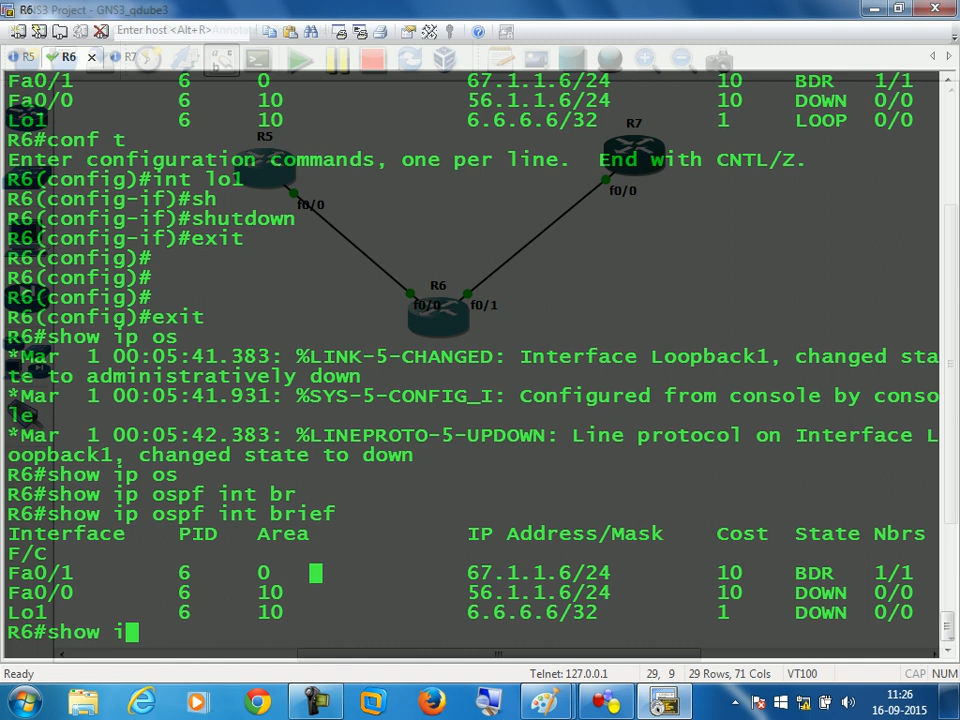 R6
GNS3 Project - GNS3_qdube3
Enter host <Alt+R>
R5
R6
R7
Fa0/1 6 0 67.1.1.6/24 10 BDR 1/1
Fa0/0 6 10 56.1.1.6/24 10 DOWN 0/0
Lo1 6 10 6.6.6.6/32 1 LOOP 0/0
R6#conf t
R5
R7
Enter configuration commands, one per line. End with CNTL/Z.
R6(config)#int lo1
R6(config-if)#sh
f0/0
f0/0
R6(config-if)#shutdown
R6(config-if)#exit
R6(config)#
R6(config)#
R6
R6(config)#
f0/0
f0/1
R6(config)#exit
R6#show ip os
*Mar 1 00:05:41.383: %LINK-5-CHANGED: Interface Loopback1, changed sta
te to administratively down
*Mar 1 00:05:41.931: %SYS-5-CONFIG_I: Configured from console by conso
le
*Mar 1 00:05:42.383: %LINEPROTO-5-UPDOWN: Line protocol on Interface L
oopback1, changed state to down
R6#show ip os
R6#show ip ospf int br
R6#show ip ospf int brief
Interface PID Area IP Address/Mask Cost State Nbrs
F/C
Fa0/1 6 0 67.1.1.6/24 10 BDR 1/1
Fa0/0 6 10 56.1.1.6/24 10 DOWN 0/0
Lo1 6 10 6.6.6.6/32 1 DOWN 0/0
R6#show i
Ready
Telnet: 127.0.0.1
29, 9
29 Rows, 71 Cols
VT100
CAP NUM
11:26
16-09-2015